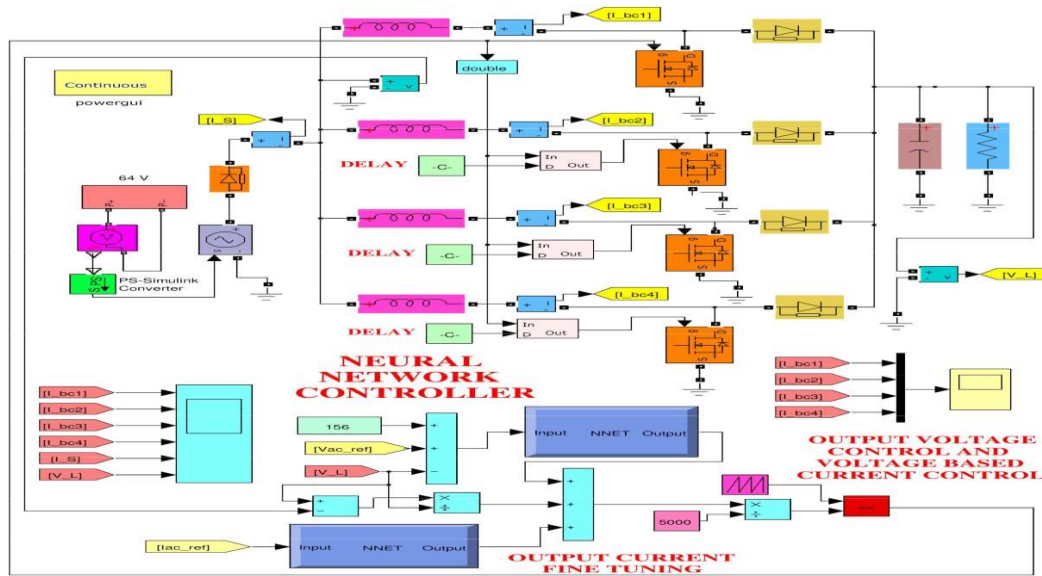 [I_bc1]
double
Continuous
powergui
[I_S]
64 V
PS-Simulink
Converter
[I_bc2]
DELAY
-C-
In
D Out
[I_bc3]
DELAY
-C-
In
D Out
[I_bc4]
DELAY
-C-
In
D Out
[V_L]
NEURAL
NETWORK
CONTROLLER
[I_bc1]
[I_bc2]
[I_bc3]
[I_bc4]
[I_S]
[V_L]
156
[Vac_ref]
[V_L]
Input NNET Output
[I_bc1]
[I_bc2]
[I_bc3]
[I_bc4]
OUTPUT VOLTAGE
CONTROL AND
VOLTAGE BASED
CURRENT CONTROL
5000
[Iac_ref]
Input NNET Output
OUTPUT CURRENT
FINE TUNING